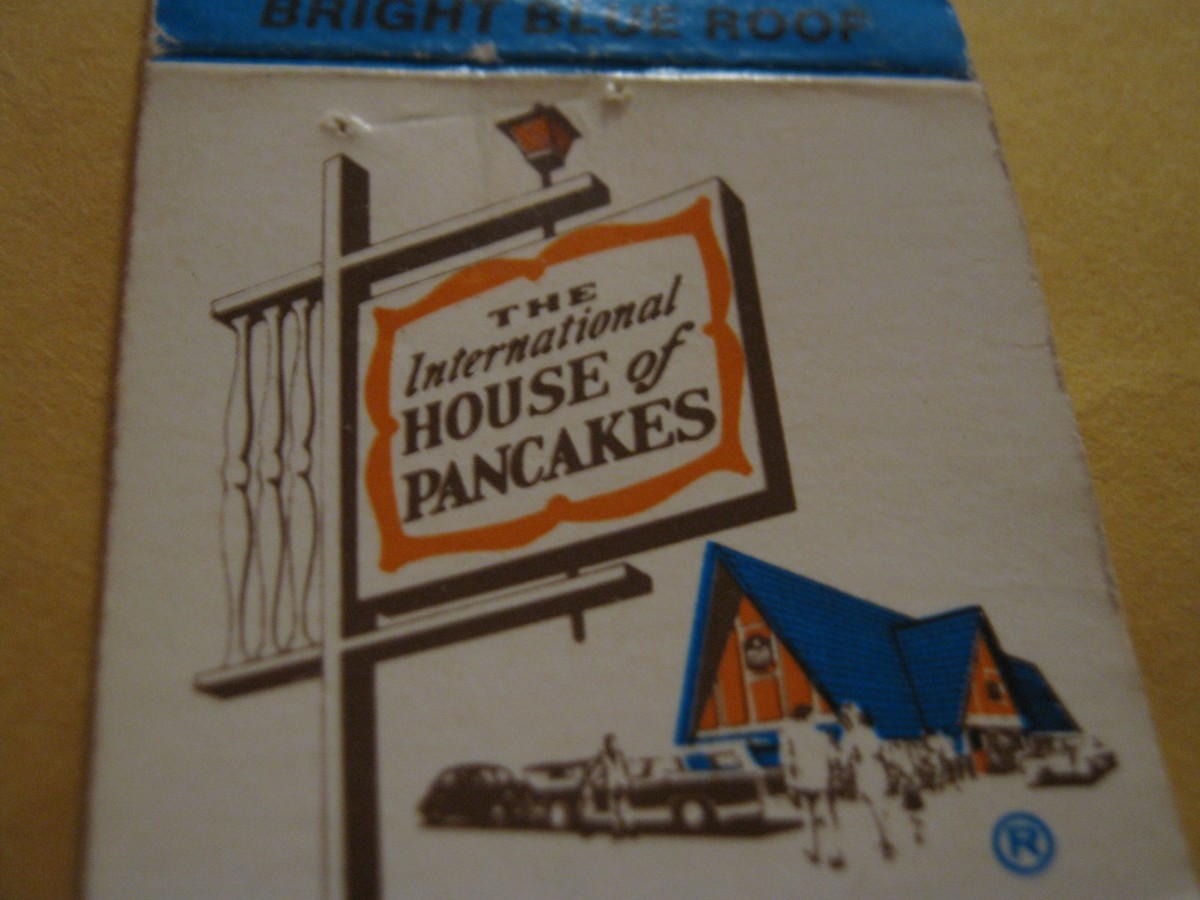 BRIGHT BLUE ROOF
THE
International
HOUSE of
PANCAKES
®